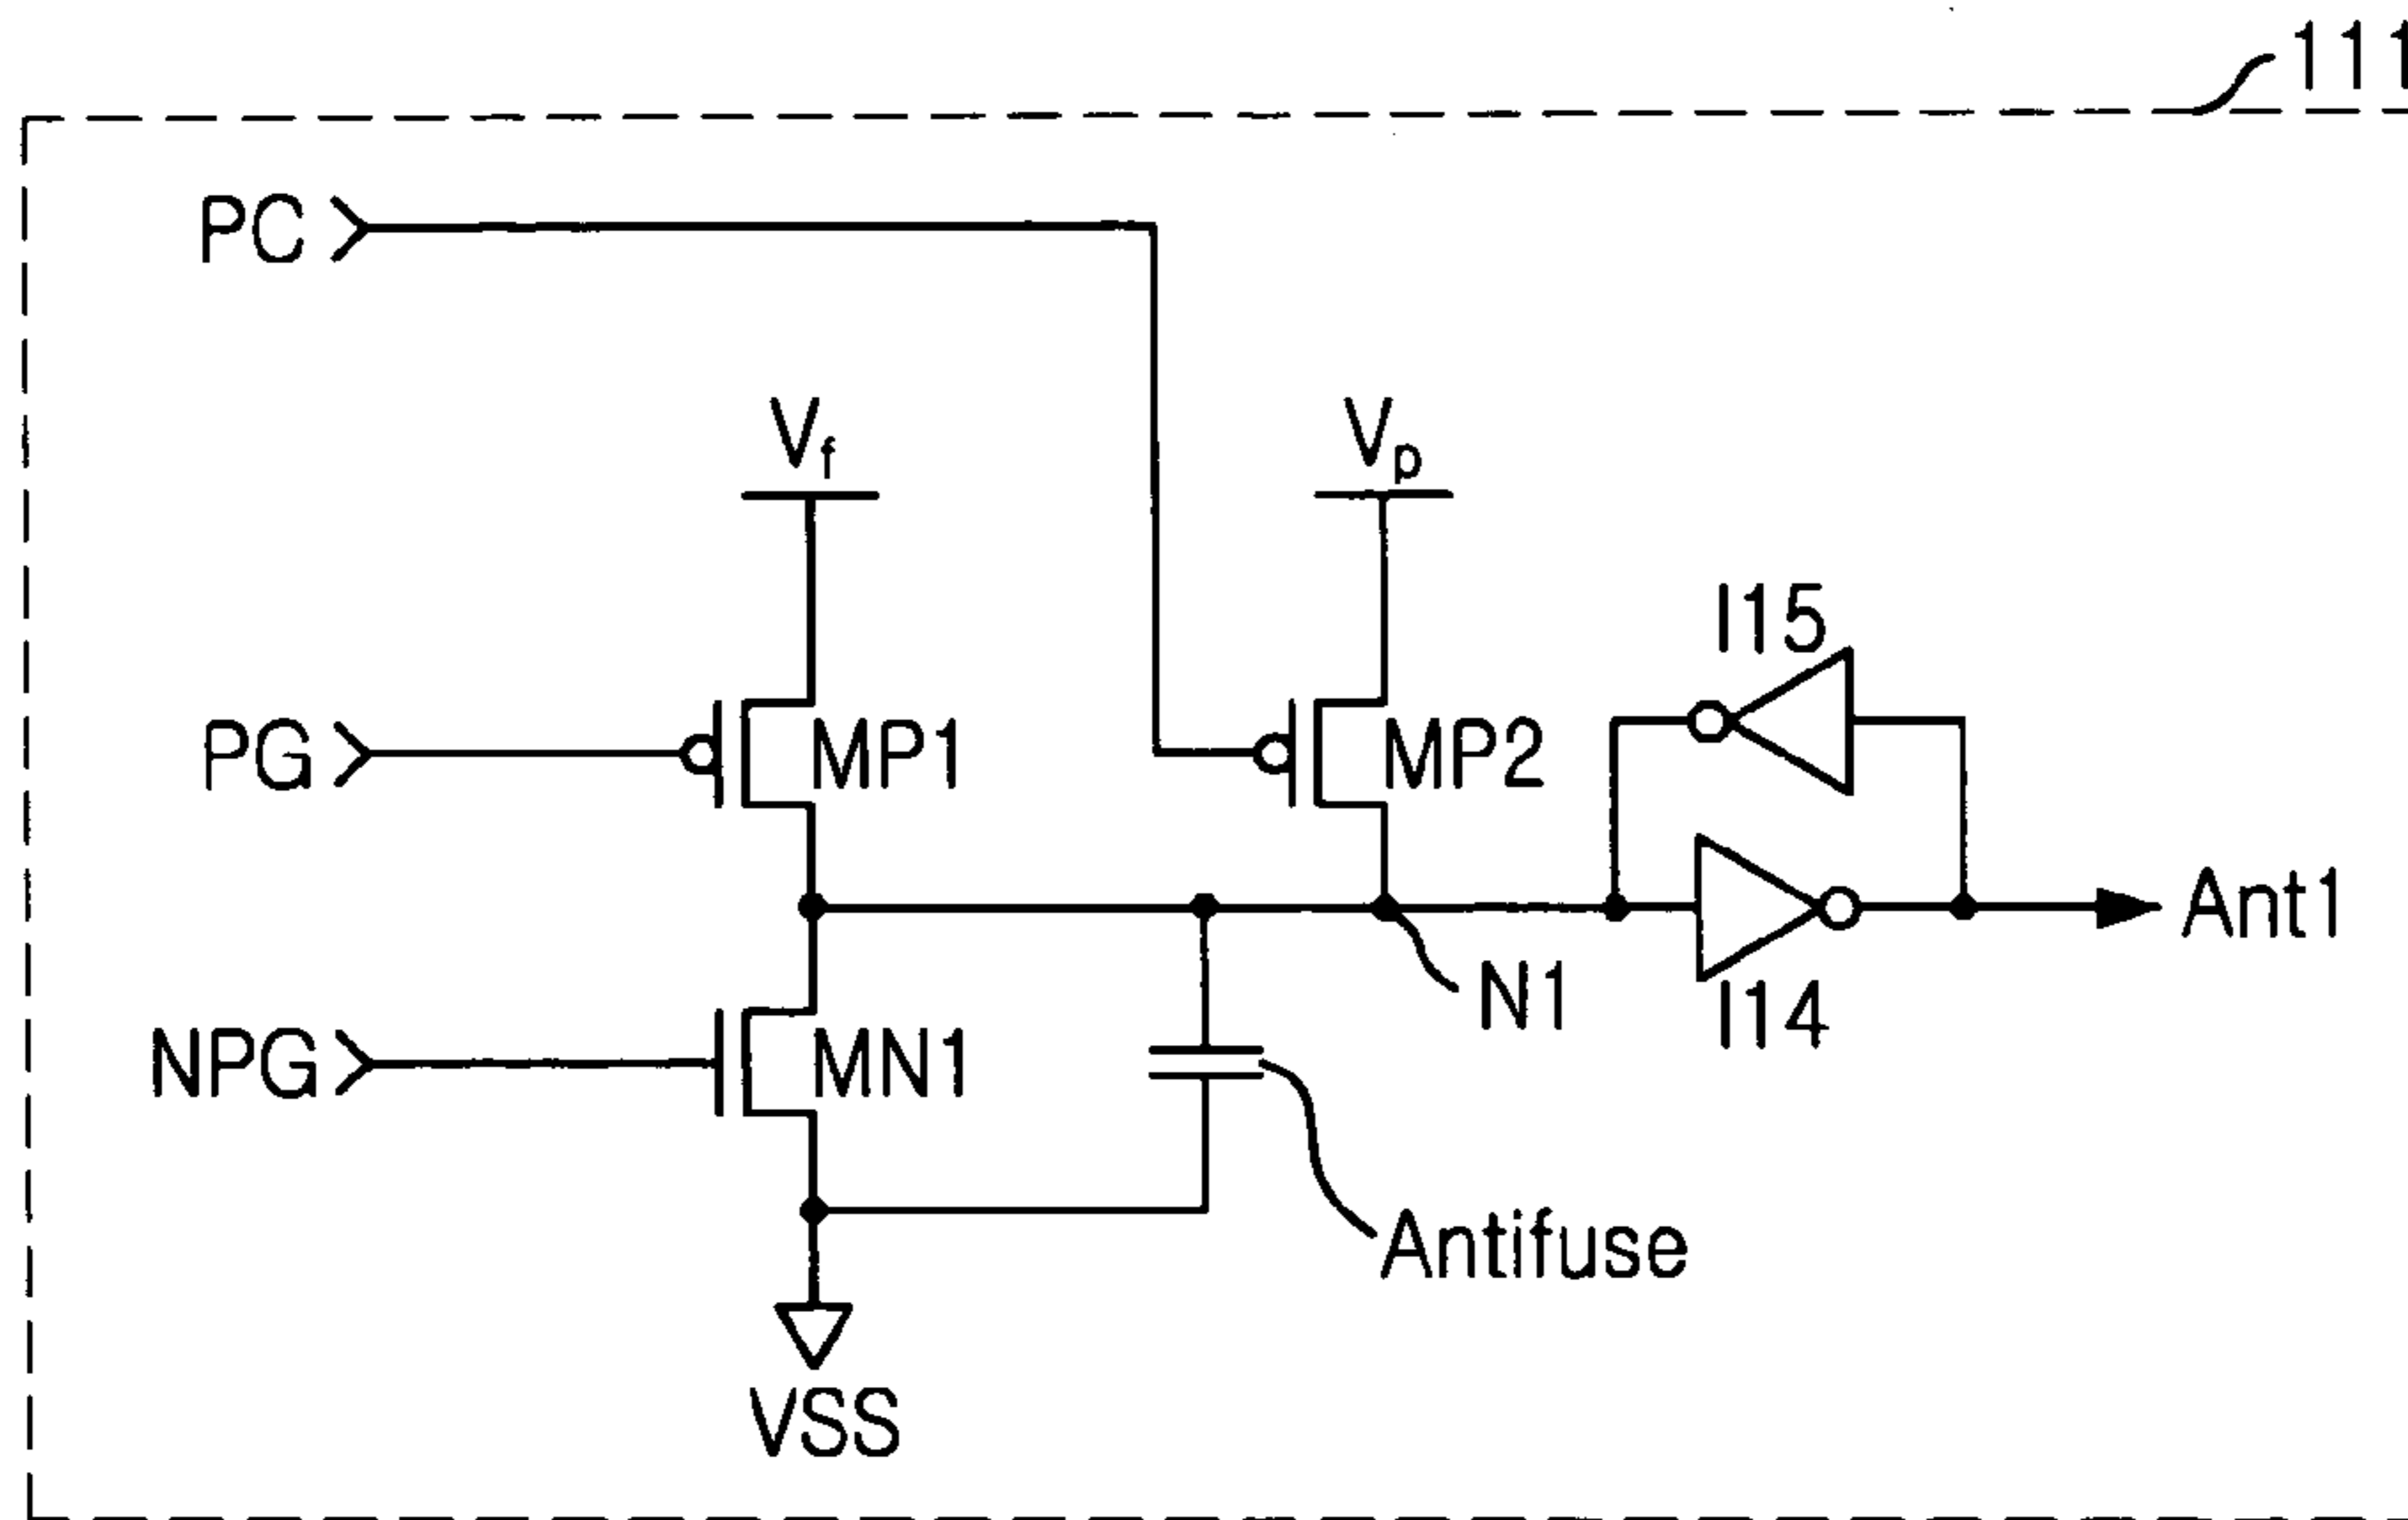 111
PC
Vf
Vp
I15
PG
MP1
MP2
Ant1
N1
I14
NPG
MN1
Antifuse
VSS